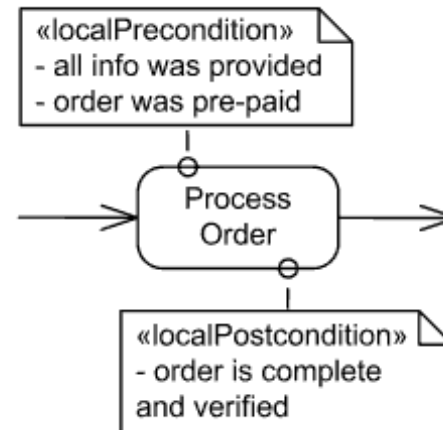 «localPrecondition»
- all info was provided
- order was pre-paid
Process
Order
«localPostcondition»
- order is complete
and verified